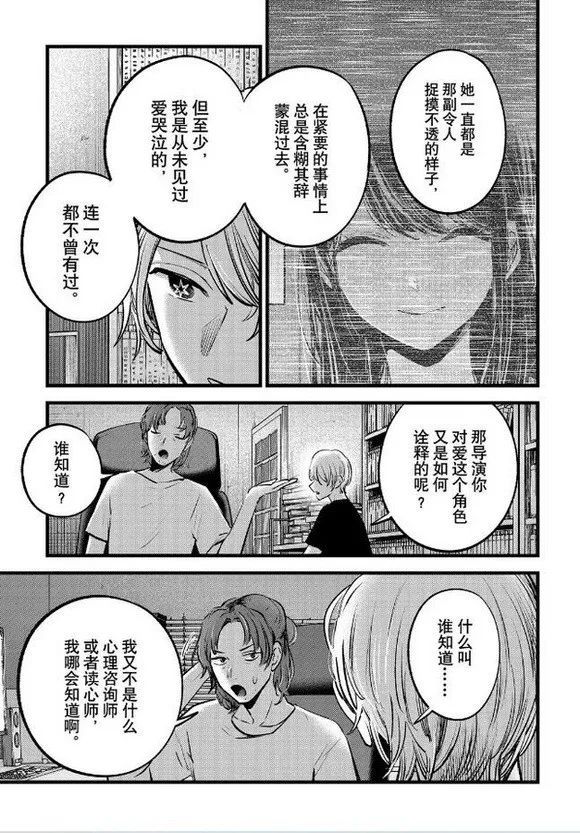 她一直都是
那副令人
捉摸不透的样子，
在紧要的事情上
总是含糊其辞
蒙混过去。
但至少，
我是从未见过
爱哭泣的，
连一次
都不曾有过。
那导演你
对爱这个角色
又是如何
诠释的呢？
谁知道？
什么叫
谁知道……
我又不是什么
心理咨询师
或者读心师，
我哪会知道啊。